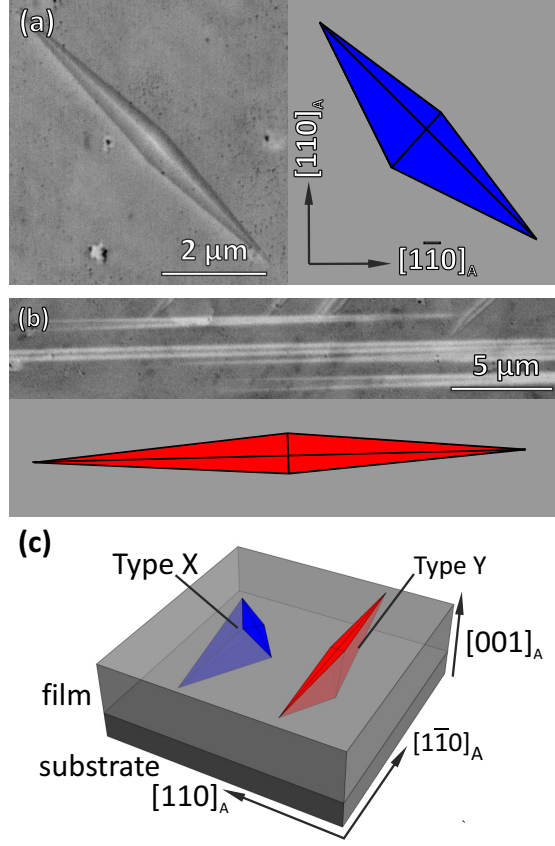 (a)
2 μm
[110]A
[11̅0]A
(b)
5 μm
(c)
Type X
Type Y
[001]A
film
substrate
[110]A
[11̅0]A